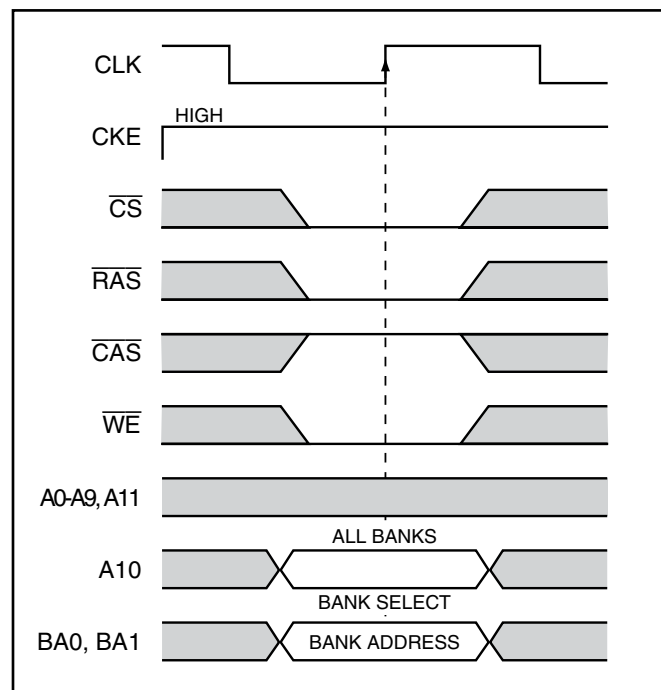 CLK
CKE
HIGH
CS
RAS
CAS
WE
A0-A9, A11
ALL BANKS
A10
BANK SELECT
BA0, BA1
BANK ADDRESS